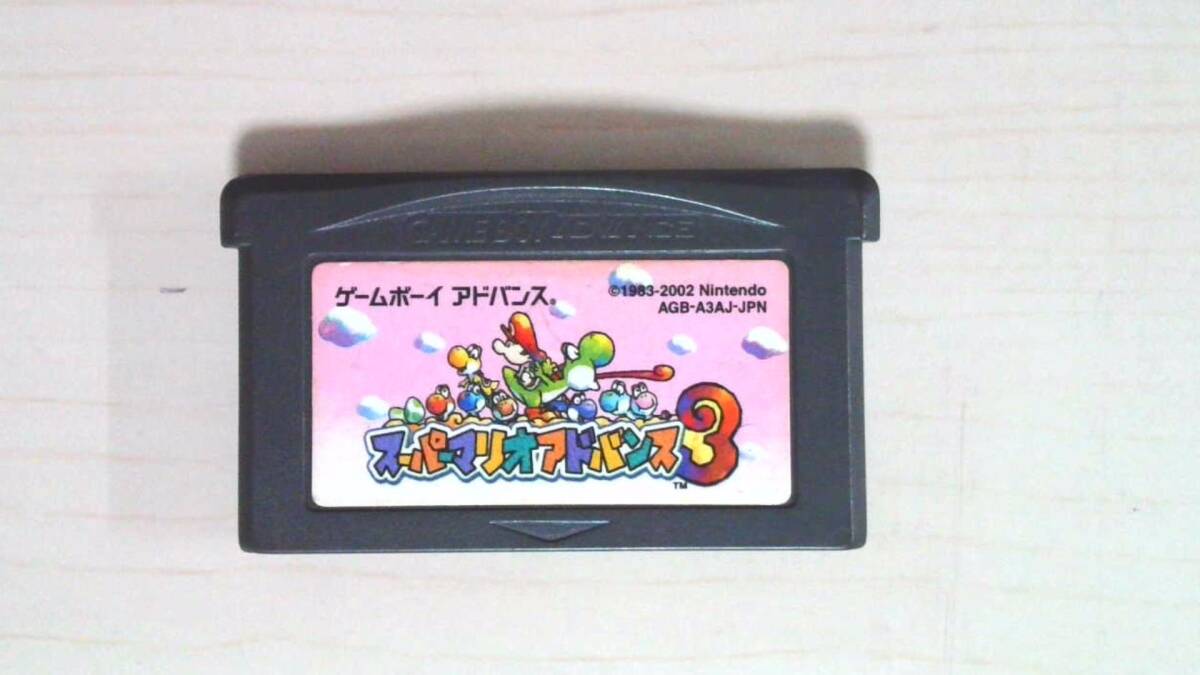 GAME BOY ADVANCE
ゲームボーイ アドバンス®
©1983-2002 Nintendo
AGB-A3AJ-JPN
スーパーマリオアドバンス3
TM